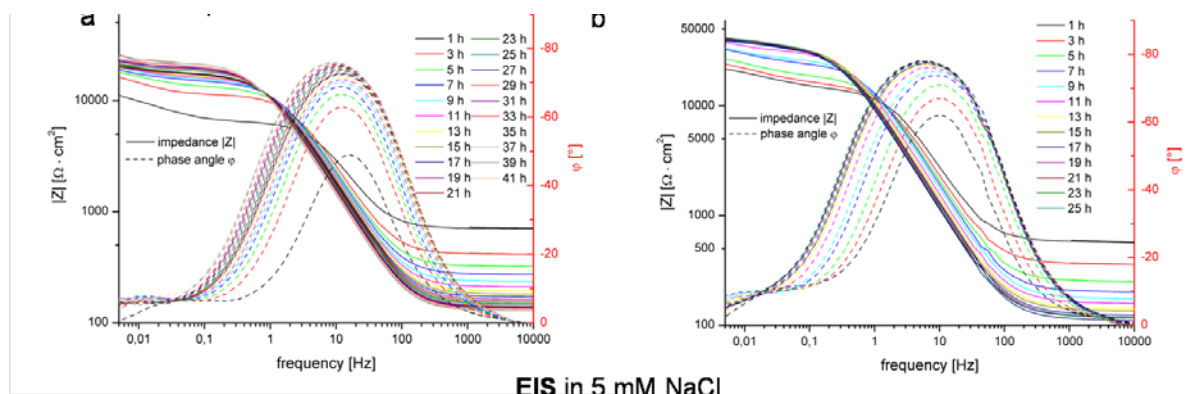 a
b
1 h 23 h
3 h 25 h
5 h 27 h
7 h 29 h
9 h 31 h
11 h 33 h
13 h 35 h
15 h 37 h
17 h 39 h
19 h 41 h
21 h
impedance |Z|
phase angle φ
|Z| [Ω · cm²]
10000
1000
100
0,01 0,1 1 10 100 1000 10000
frequency [Hz]
-80
-60
-40
-20
0
φ [°]
1 h
3 h
5 h
7 h
9 h
11 h
13 h
15 h
17 h
19 h
21 h
23 h
25 h
impedance |Z|
phase angle φ
|Z| [Ω · cm²]
50000
10000
5000
1000
500
100
0,01 0,1 1 10 100 1000 10000
frequency [Hz]
-80
-60
-40
-20
0
φ [°]
EIS in 5 mM NaCl